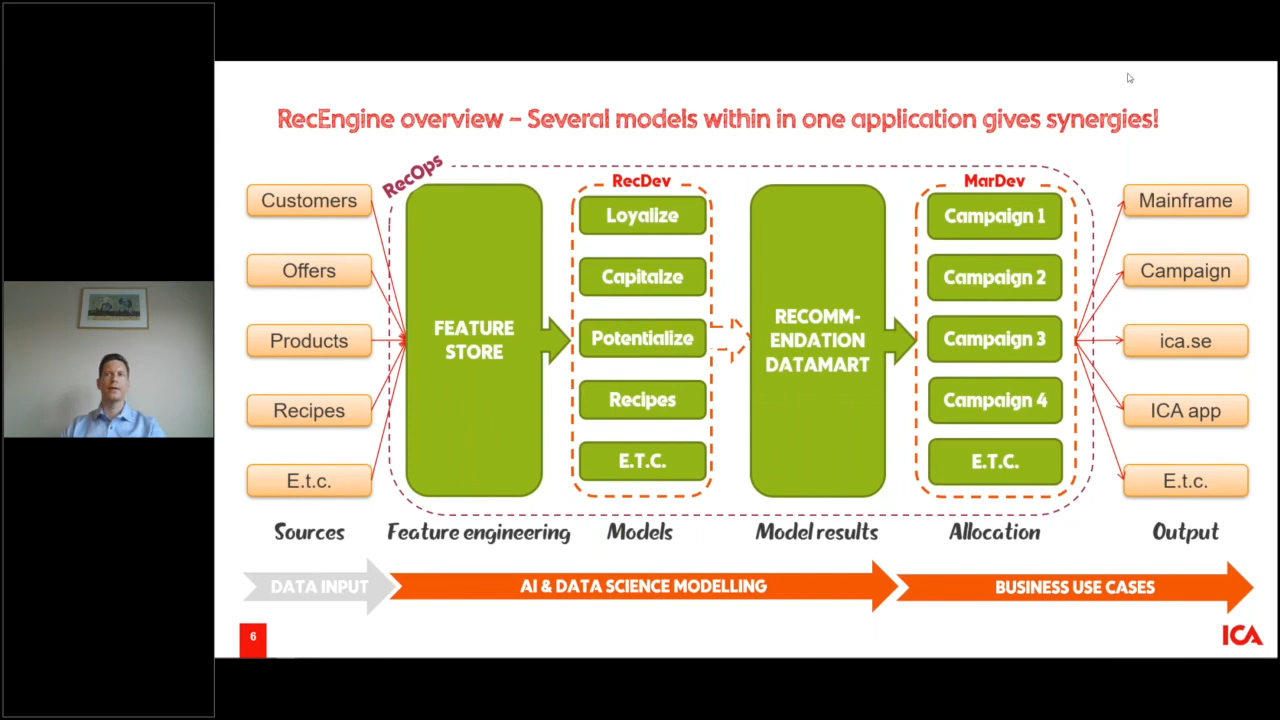 RecEngine overview – Several models within in one application gives synergies!
RecOps
Customers
Offers
Products
Recipes
E.t.c.
Sources
FEATURE
STORE
Feature engineering
RecDev
Loyalize
Capitalze
Potentialize
Recipes
E.T.C.
Models
RECOMM-
ENDATION
DATAMART
Model results
MarDev
Campaign 1
Campaign 2
Campaign 3
Campaign 4
E.T.C.
Allocation
Mainframe
Campaign
ica.se
ICA app
E.t.c.
Output
DATA INPUT
AI & DATA SCIENCE MODELLING
BUSINESS USE CASES
6
ICA